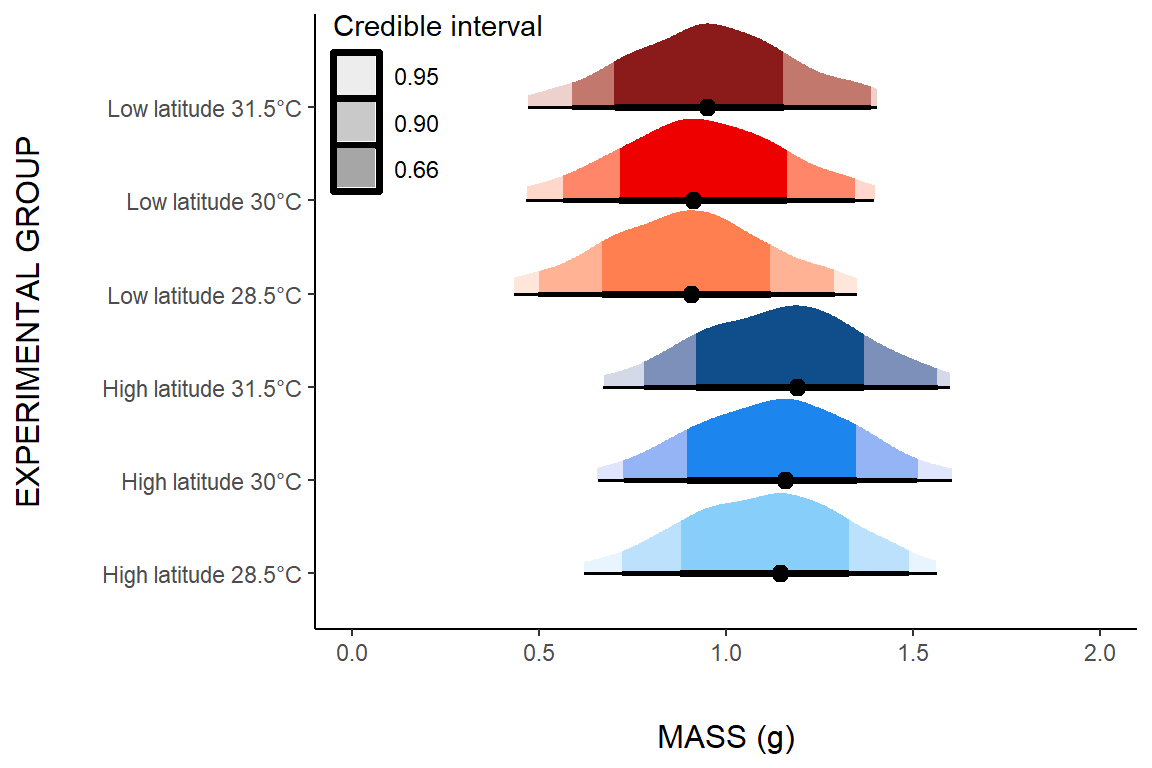 Credible interval
0.95
0.90
0.66
EXPERIMENTAL GROUP
Low latitude 31.5°C
Low latitude 30°C
Low latitude 28.5°C
High latitude 31.5°C
High latitude 30°C
High latitude 28.5°C
0.0 0.5 1.0 1.5 2.0
MASS (g)